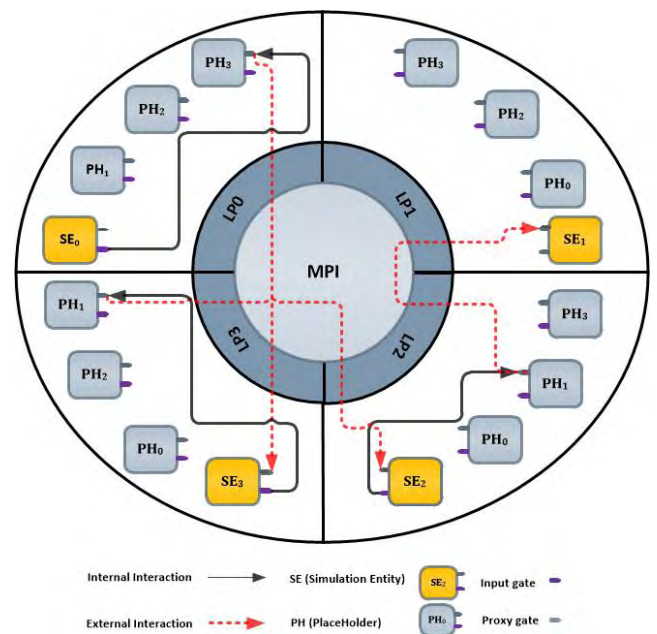 PH₃
PH₃
PH₂
PH₂
PH₁
PH₀
LP0
LP1
SE₀
SE₁
MPI
PH₁
PH₃
LP3
LP2
PH₂
PH₁
PH₀
PH₀
SE₃
SE₂
Internal Interaction SE (Simulation Entity) SE₂ Input gate
External Interaction PH (PlaceHolder) PH₀ Proxy gate